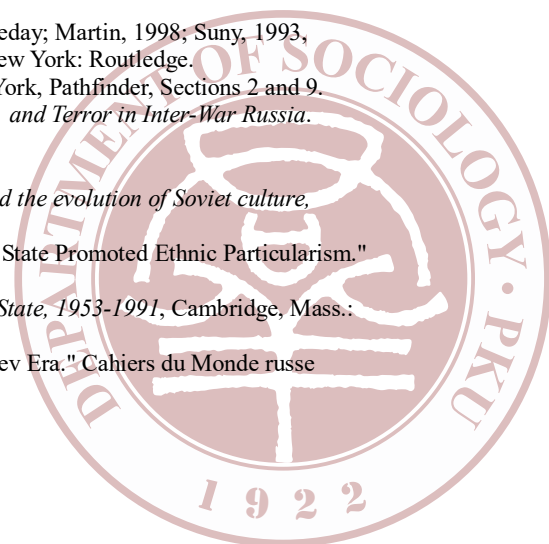 eday; Martin, 1998; Suny, 1993,
ew York: Routledge.
York, Pathfinder, Sections 2 and 9.
and Terror in Inter-War Russia.
d the evolution of Soviet culture,
State Promoted Ethnic Particularism."
State, 1953-1991, Cambridge, Mass.:
ev Era." Cahiers du Monde russe
DEPARTMENT OF SOCIOLOGY · PKU
1922